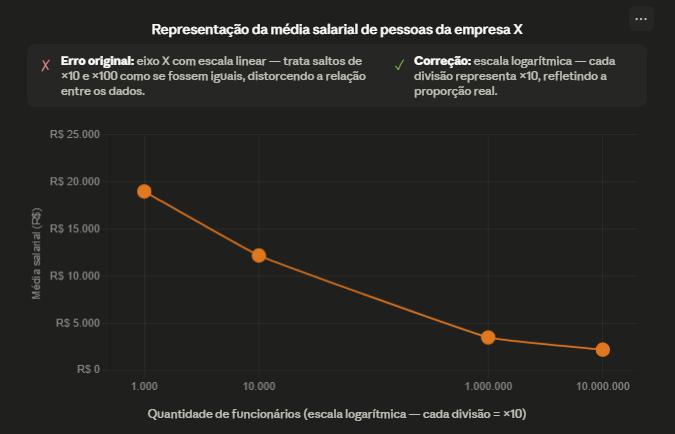 Representação da média salarial de pessoas da empresa X
✗ Erro original: eixo X com escala linear — trata saltos de
×10 e ×100 como se fossem iguais, distorcendo a relação
entre os dados.
✓ Correção: escala logarítmica — cada
divisão representa ×10, refletindo a
proporção real.
Média salarial (R$)
R$ 25.000
R$ 20.000
R$ 15.000
R$ 10.000
R$ 5.000
R$ 0
1.000 10.000 1.000.000 10.000.000
Quantidade de funcionários (escala logarítmica — cada divisão = ×10)